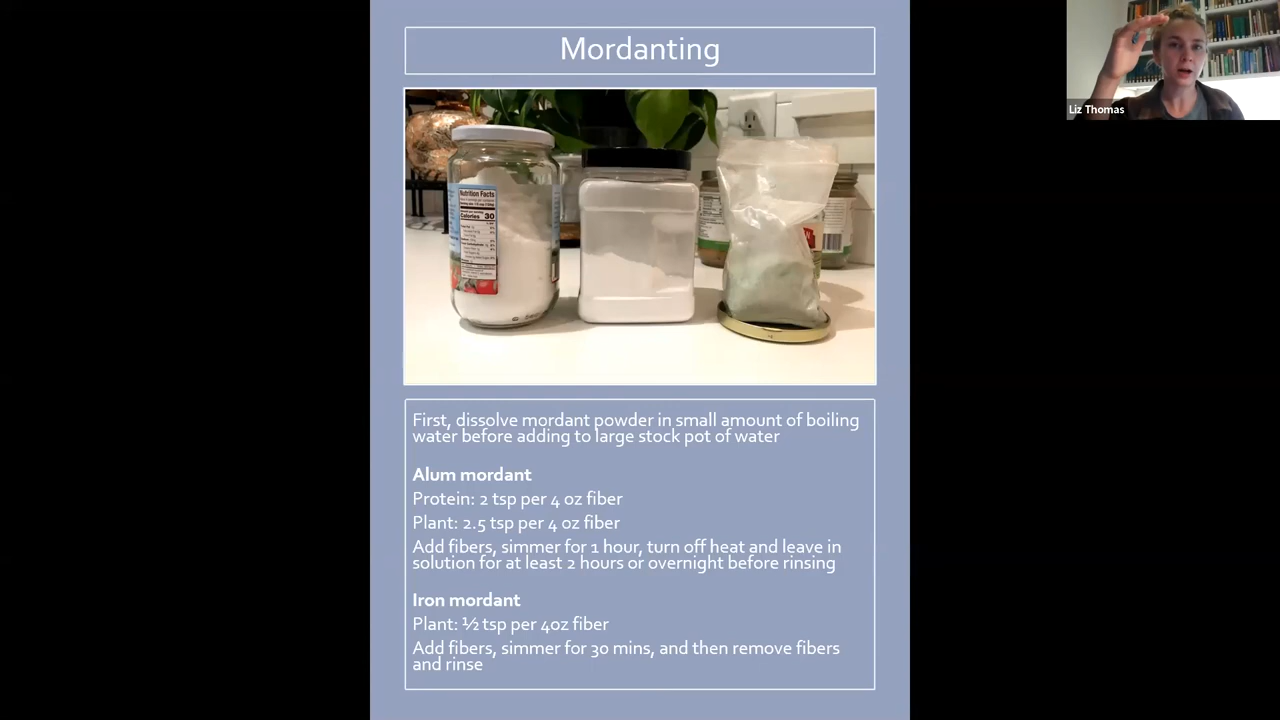 Mordanting
Liz Thomas
Nutrition Facts
Calories 30
First, dissolve mordant powder in small amount of boiling
water before adding to large stock pot of water
Alum mordant
Protein: 2 tsp per 4 oz fiber
Plant: 2.5 tsp per 4 oz fiber
Add fibers, simmer for 1 hour, turn off heat and leave in
solution for at least 2 hours or overnight before rinsing
Iron mordant
Plant: ½ tsp per 4oz fiber
Add fibers, simmer for 30 mins, and then remove fibers
and rinse